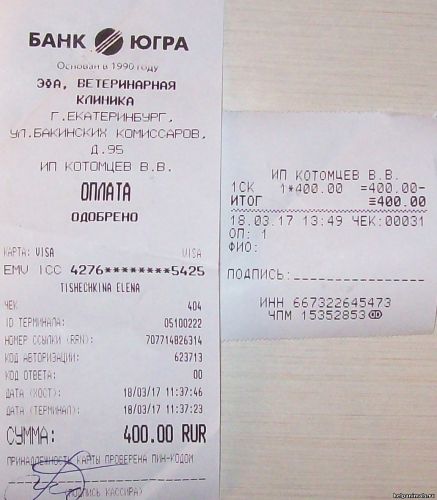 БАНК ЮГРА
Основан в 1990 году
ЭФА, ВЕТЕРИНАРНАЯ
КЛИНИКА
Г.ЕКАТЕРИНБУРГ,
УЛ.БАКИНСКИХ КОМИССАРОВ,
Д.95
ИП КОТОМЦЕВ В.В.
ОПЛАТА
ОДОБРЕНО
КАРТА: VISA VISA
EMV ICC 4276********5425
TISHECHKINA ELENA
ЧЕК 404
ID ТЕРМИНАЛА: 05100222
НОМЕР ССЫЛКИ (RRN): 707714826314
КОД АВТОРИЗАЦИИ: 623713
КОД ОТВЕТА: 00
ДАТА (ХОСТ): 18/03/17 11:37:46
ДАТА (ТЕРМИНАЛ): 18/03/17 11:37:23
СУММА: 400.00 RUR
ПРИНАДЛЕЖНОСТЬ КАРТЫ ПРОВЕРЕНА ПИН-КОДОМ
(ПОДПИСЬ КАССИРА)
ИП КОТОМЦЕВ В.В.
1СК 1*400.00 =400.00-
ИТОГ ≡400.00
18.03.17 13:49 ЧЕК:00031
ОП: 1
ФИО:
ПОДПИСЬ:
ИНН 667322645473
ЧПМ 15352853
helpanimal.ru